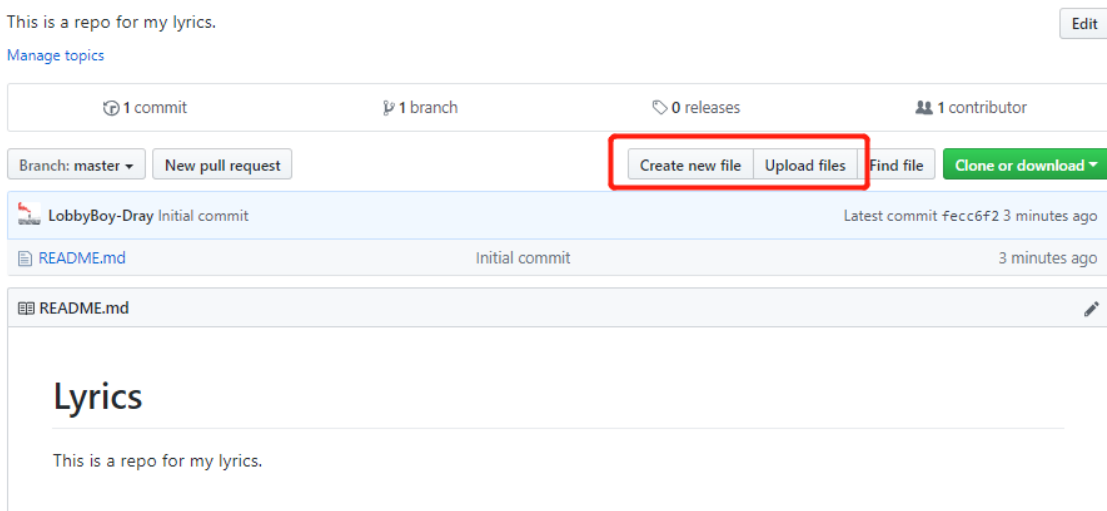 This is a repo for my lyrics. Edit
Manage topics
1 commit 1 branch 0 releases 1 contributor
Branch: master New pull request Create new file Upload files Find file Clone or download
LobbyBoy-Dray Initial commit Latest commit fecc6f2 3 minutes ago
README.md Initial commit 3 minutes ago
README.md
Lyrics
This is a repo for my lyrics.